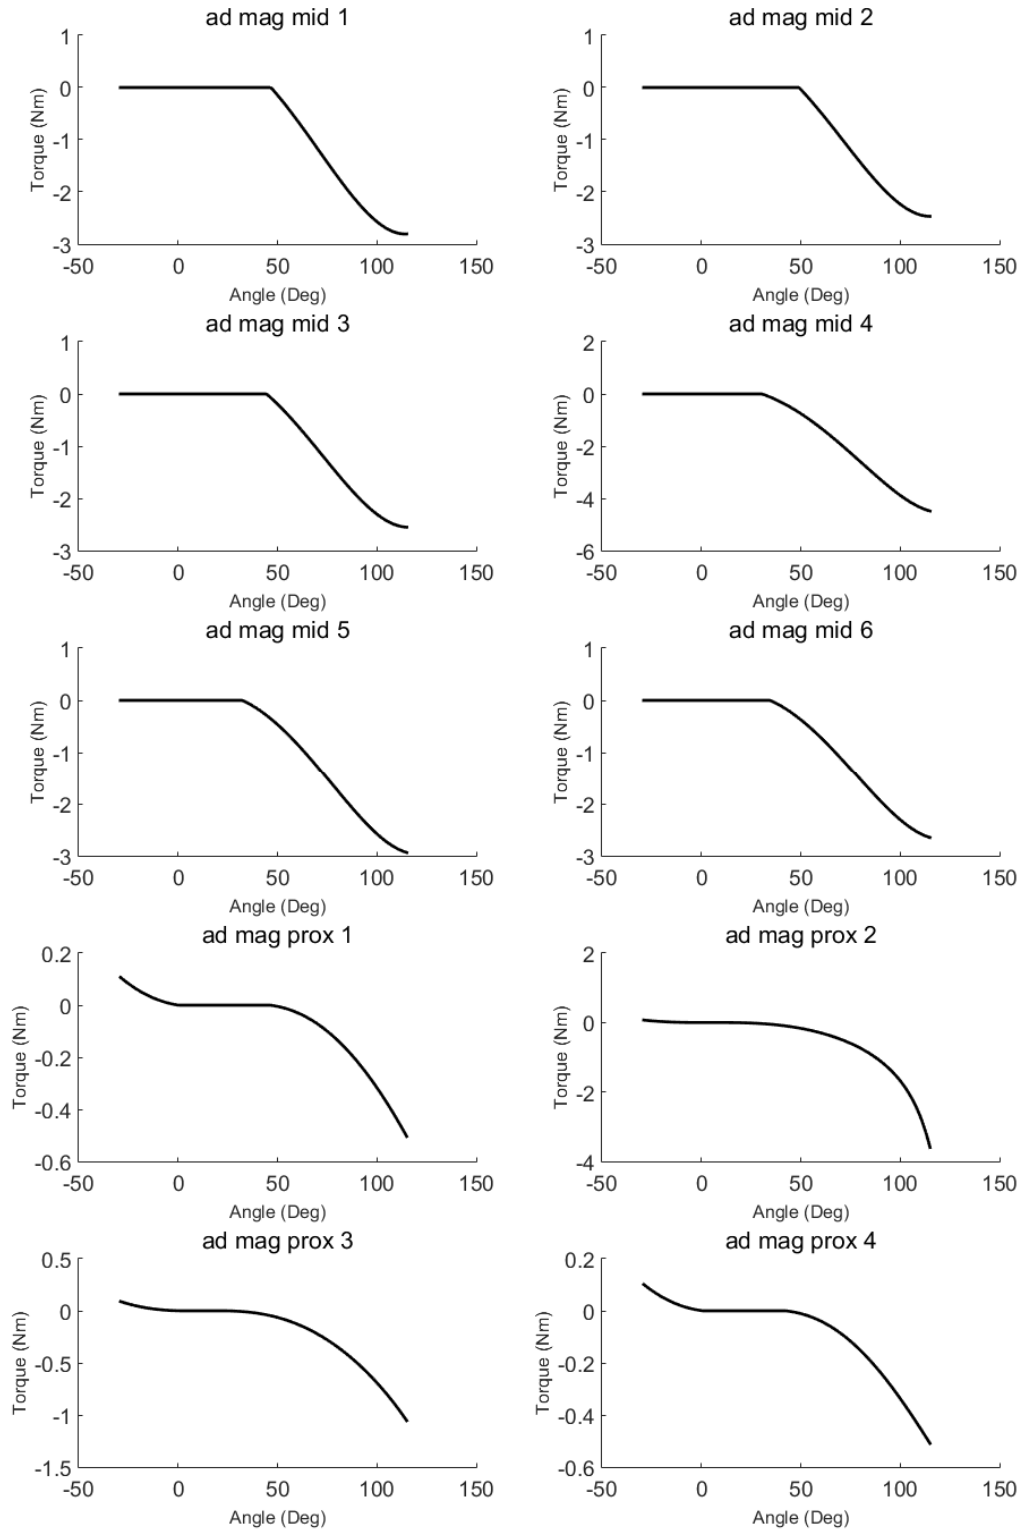 ad mag mid 1
1
0
-1
-2
-3
Torque (Nm)
-50 0 50 100 150
Angle (Deg)
ad mag mid 2
1
0
-1
-2
-3
Torque (Nm)
-50 0 50 100 150
Angle (Deg)
ad mag mid 3
1
0
-1
-2
-3
Torque (Nm)
-50 0 50 100 150
Angle (Deg)
ad mag mid 4
2
0
-2
-4
-6
Torque (Nm)
-50 0 50 100 150
Angle (Deg)
ad mag mid 5
1
0
-1
-2
-3
Torque (Nm)
-50 0 50 100 150
Angle (Deg)
ad mag mid 6
1
0
-1
-2
-3
Torque (Nm)
-50 0 50 100 150
Angle (Deg)
ad mag prox 1
0.2
0
-0.2
-0.4
-0.6
Torque (Nm)
-50 0 50 100 150
Angle (Deg)
ad mag prox 2
2
0
-2
-4
Torque (Nm)
-50 0 50 100 150
Angle (Deg)
ad mag prox 3
0.5
0
-0.5
-1
-1.5
Torque (Nm)
-50 0 50 100 150
Angle (Deg)
ad mag prox 4
0.2
0
-0.2
-0.4
-0.6
Torque (Nm)
-50 0 50 100 150
Angle (Deg)